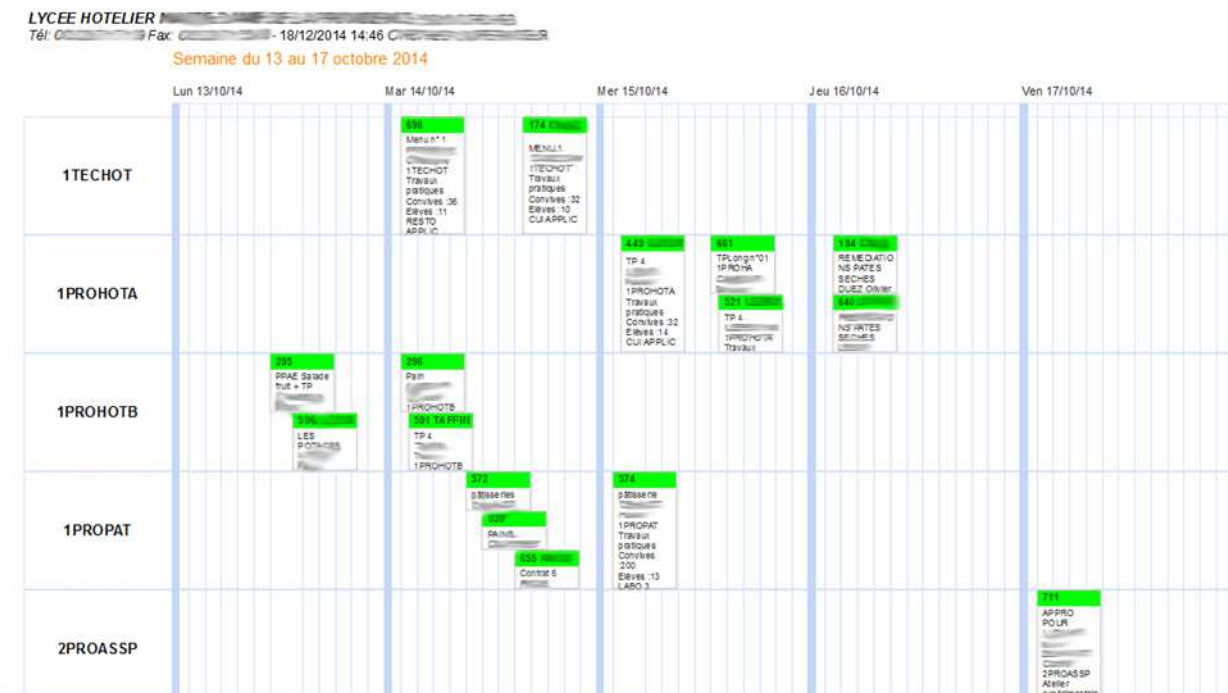 LYCEE HOTELIER
Tél: Fax: - 18/12/2014 14:46
Semaine du 13 au 17 octobre 2014
Lun 13/10/14 Mar 14/10/14 Mer 15/10/14 Jeu 16/10/14 Ven 17/10/14
1TECHOT
Menu n° 1
1TECHOT
Travaux
pratiques
Convives :36
Elèves :11
RESTO
APPLIC
174
MENU.1
1TECHOT
Travaux
pratiques
Convives :32
Elèves :10
CUI APPLIC
1PROHOTA
449
TP 4
1PROHOTA
Travaux
pratiques
Convives :32
Elèves :14
CUI APPLIC
661
TPLongn°01
1PROHA
521
TP 4
1PROHOTA
Travaux
194
REMEDIATIO
NS PATES
SECHES
DUEZ Olivier
640
NS PATES
SECHES
1PROHOTB
295
PPAE Salade
fruit + TP
596
LES
POTAGES
296
Pain
1PROHOTB
591 TAFFIN
TP 4
1PROHOTB
1PROPAT
572
pâtisseries
PAINS
655
Contrat 6
574
pâtisserie
1PROPAT
Travaux
pratiques
Convives
:200
Elèves :13
LABO 3
2PROASSP
711
APPRO
POUR
2PROASSP
Atelier